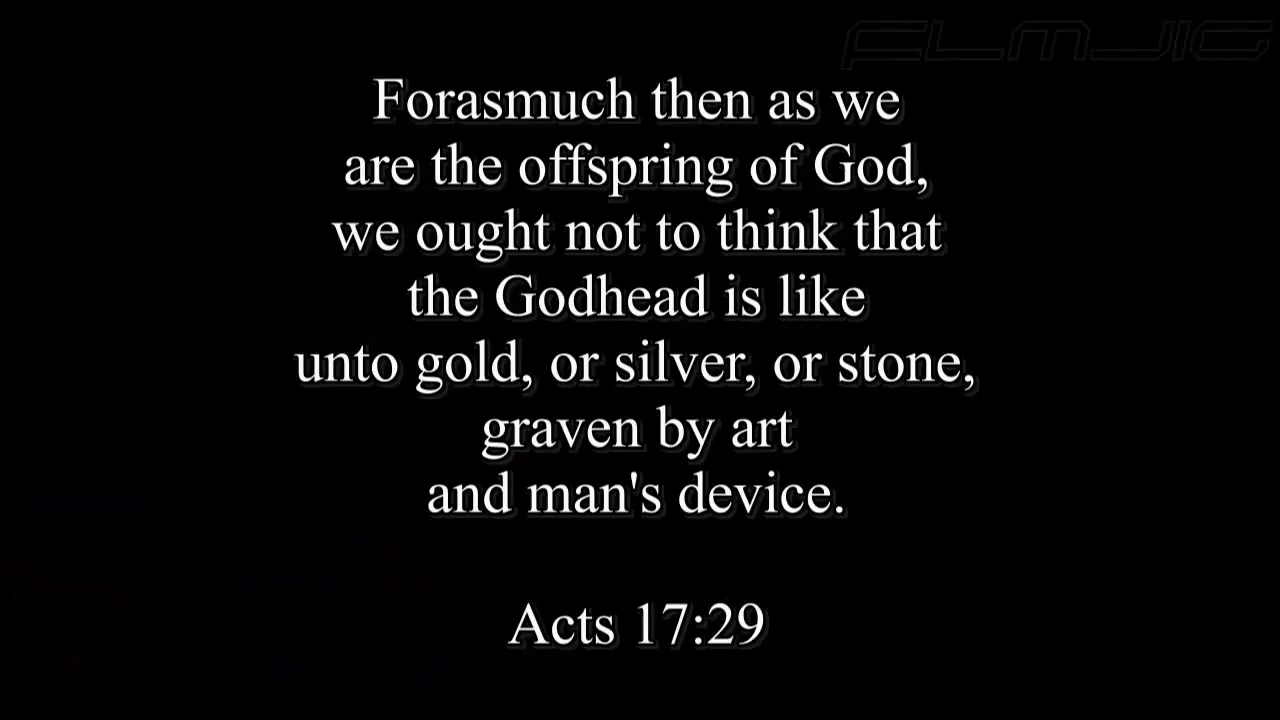 FLMJIG
Forasmuch then as we
are the offspring of God,
we ought not to think that
the Godhead is like
unto gold, or silver, or stone,
graven by art
and man's device.
Acts 17:29